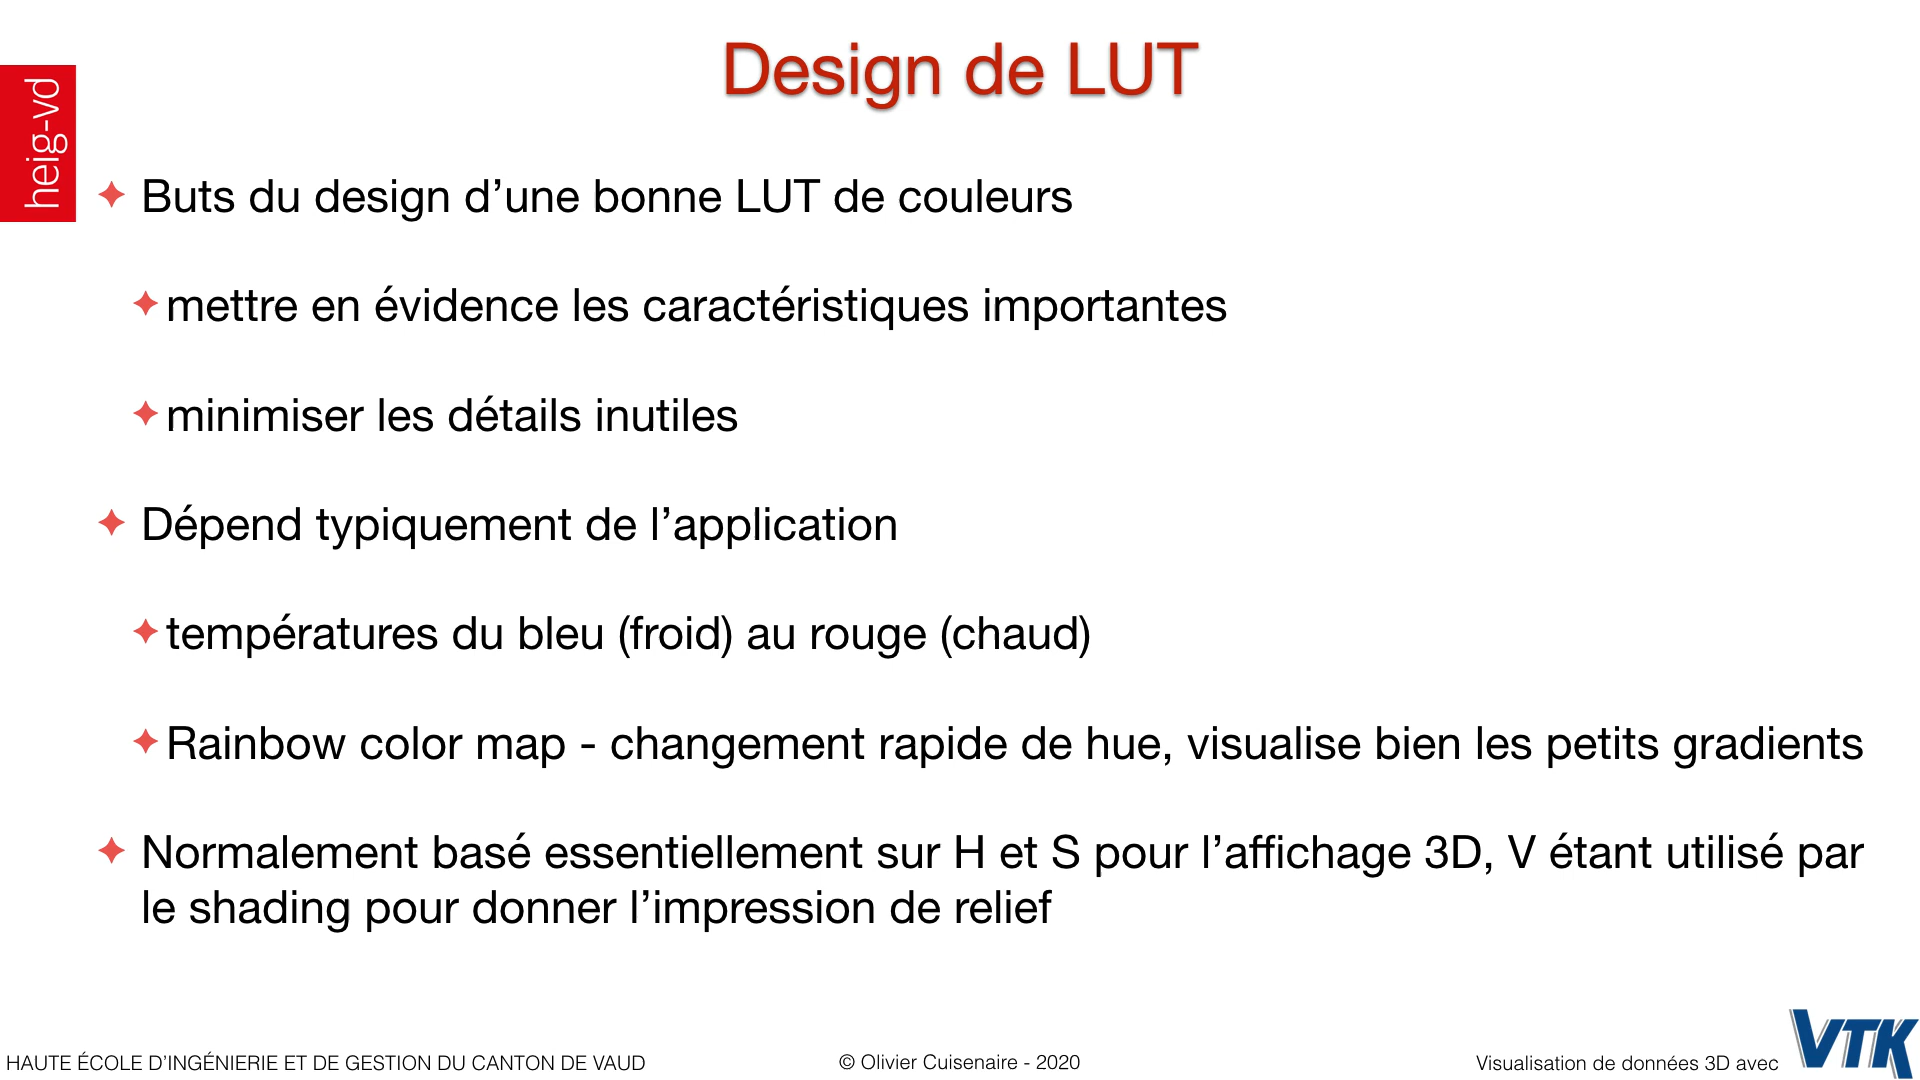 Design de LUT
heig-vd
Buts du design d’une bonne LUT de couleurs
mettre en évidence les caractéristiques importantes
minimiser les détails inutiles
Dépend typiquement de l’application
températures du bleu (froid) au rouge (chaud)
Rainbow color map - changement rapide de hue, visualise bien les petits gradients
Normalement basé essentiellement sur H et S pour l’affichage 3D, V étant utilisé par
le shading pour donner l’impression de relief
HAUTE ÉCOLE D’INGÉNIERIE ET DE GESTION DU CANTON DE VAUD
© Olivier Cuisenaire - 2020
Visualisation de données 3D avec
VTK